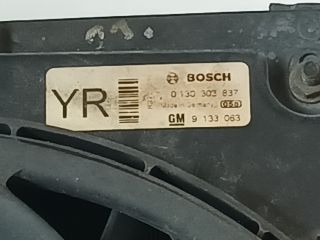 BOSCH
YR
0 130 303 837
Made in Germany
GM 9 133 063